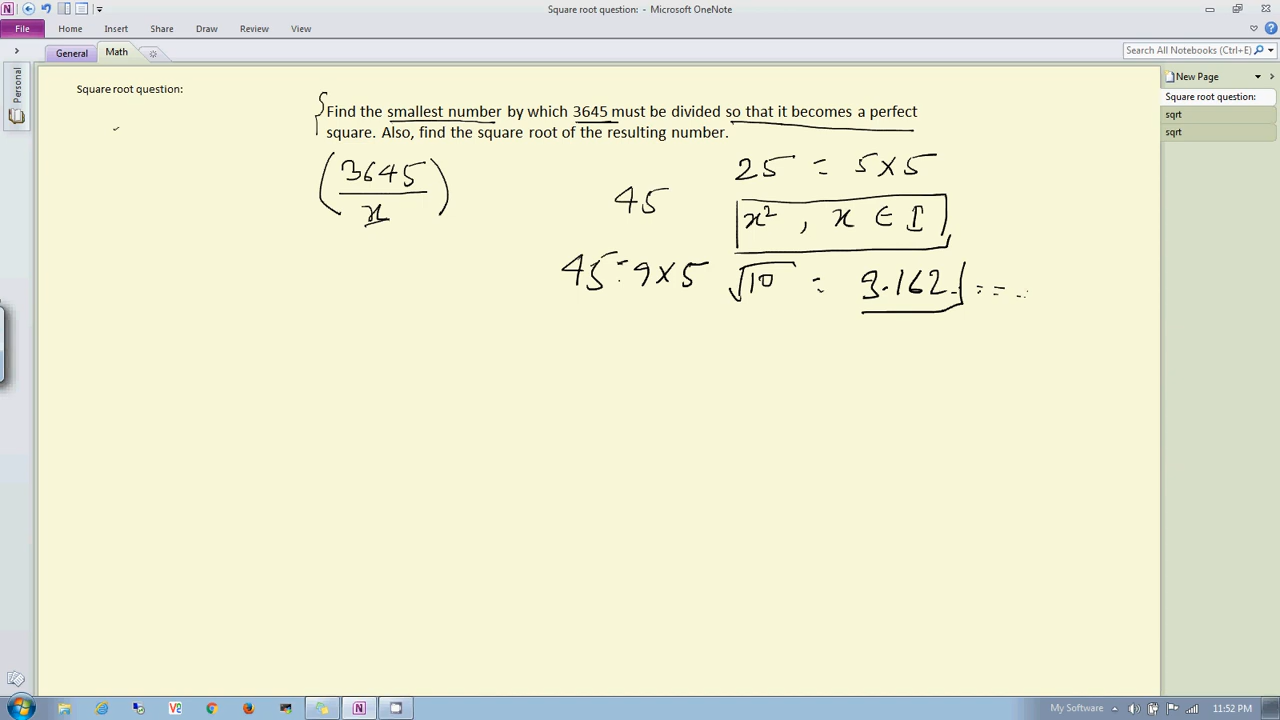 Square root question: - Microsoft OneNote
File Home Insert Share Draw Review View
General Math
Search All Notebooks (Ctrl+E)
Personal
New Page
Square root question:
sqrt
sqrt
Square root question:
Find the smallest number by which 3645 must be divided so that it becomes a perfect
square. Also, find the square root of the resulting number.
(3645/x)
45
25 = 5×5
x², x ∈ I
45 = 9×5
√10 = 3.162
My Software 11:52 PM